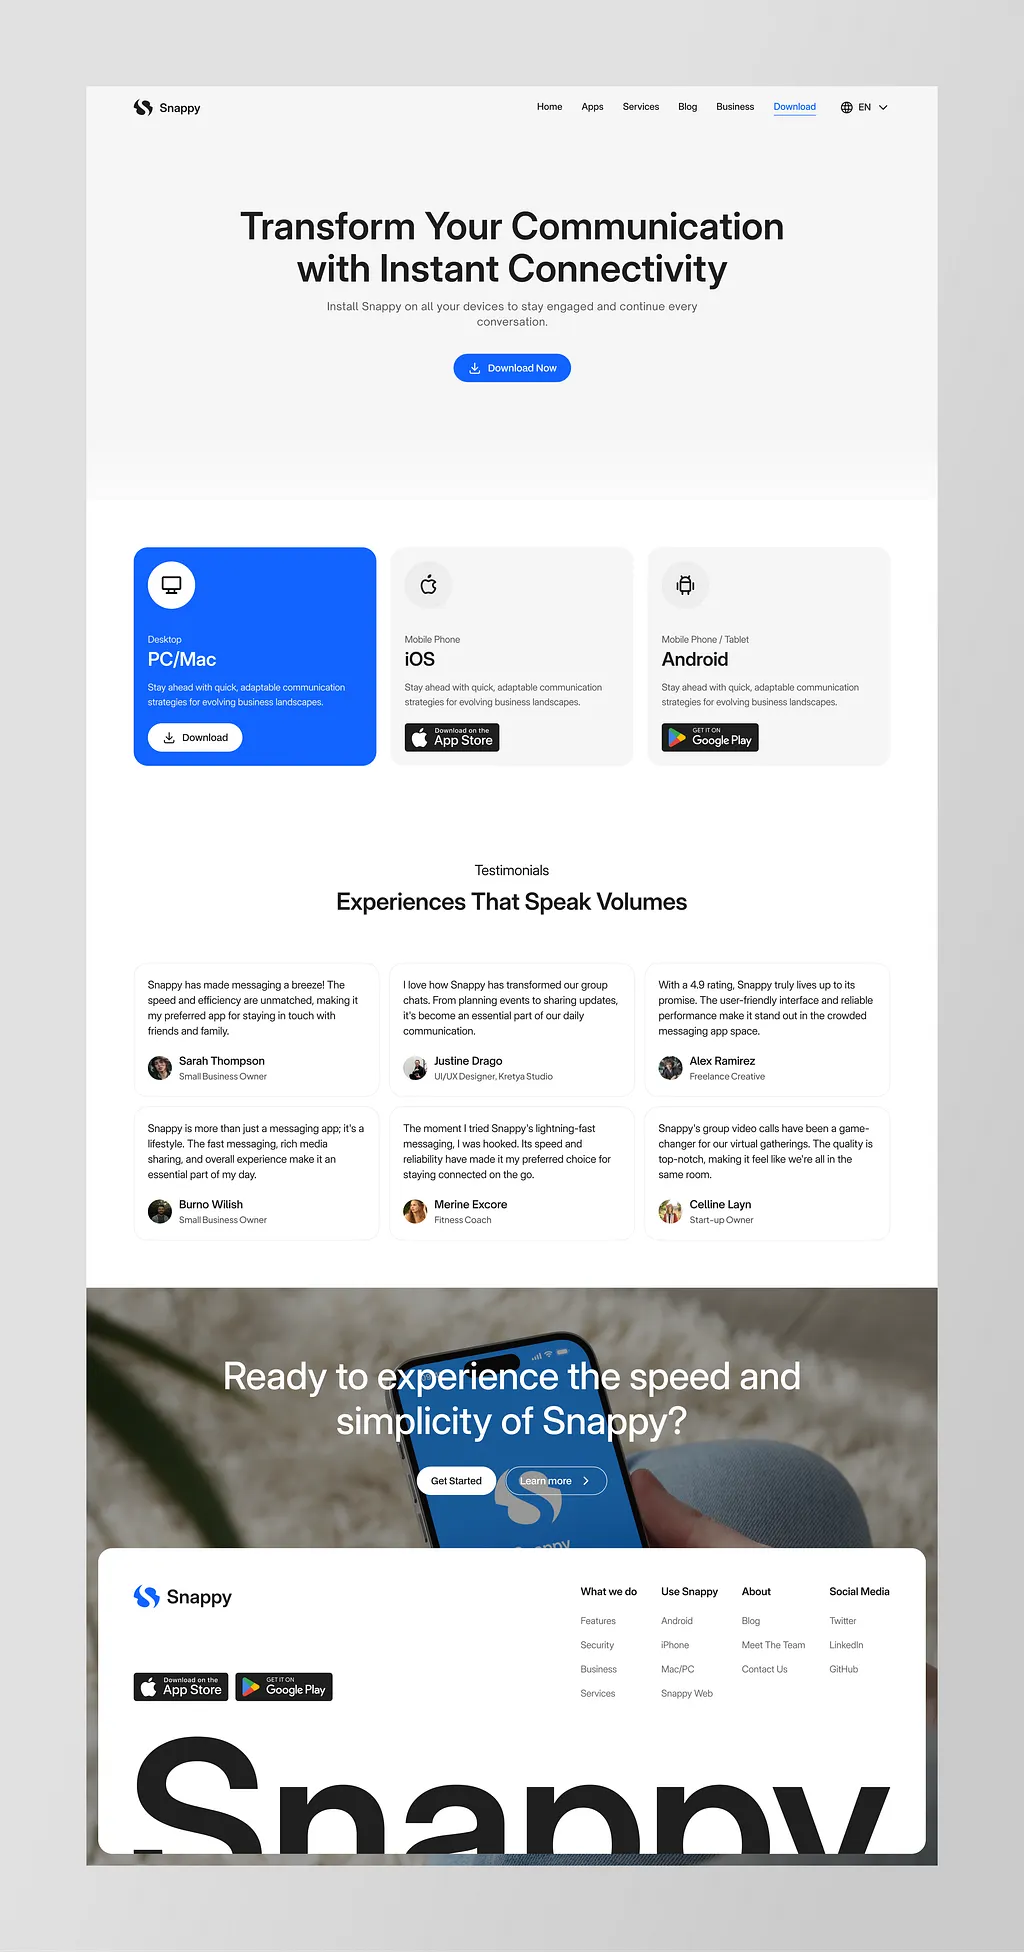 Snappy
Home Apps Services Blog Business Download EN
Transform Your Communication
with Instant Connectivity
Install Snappy on all your devices to stay engaged and continue every
conversation.
Download Now
Desktop
PC/Mac
Stay ahead with quick, adaptable communication
strategies for evolving business landscapes.
Download
Mobile Phone
iOS
Stay ahead with quick, adaptable communication
strategies for evolving business landscapes.
Download on the
App Store
Mobile Phone / Tablet
Android
Stay ahead with quick, adaptable communication
strategies for evolving business landscapes.
GET IT ON
Google Play
Testimonials
Experiences That Speak Volumes
Snappy has made messaging a breeze! The
speed and efficiency are unmatched, making it
my preferred app for staying in touch with
friends and family.
Sarah Thompson
Small Business Owner
I love how Snappy has transformed our group
chats. From planning events to sharing updates,
it's become an essential part of our daily
communication.
Justine Drago
UI/UX Designer, Kretya Studio
With a 4.9 rating, Snappy truly lives up to its
promise. The user-friendly interface and reliable
performance make it stand out in the crowded
messaging app space.
Alex Ramirez
Freelance Creative
Snappy is more than just a messaging app; it's a
lifestyle. The fast messaging, rich media
sharing, and overall experience make it an
essential part of my day.
Burno Wilish
Small Business Owner
The moment I tried Snappy's lightning-fast
messaging, I was hooked. Its speed and
reliability have made it my preferred choice for
staying connected on the go.
Merine Excore
Fitness Coach
Snappy's group video calls have been a game-
changer for our virtual gatherings. The quality is
top-notch, making it feel like we're all in the
same room.
Celline Layn
Start-up Owner
Ready to experience the speed and
simplicity of Snappy?
Get Started
Learn more
Snappy
Snappy
Download on the
App Store
GET IT ON
Google Play
What we do
Features
Security
Business
Services
Use Snappy
Android
iPhone
Mac/PC
Snappy Web
About
Blog
Meet The Team
Contact Us
Social Media
Twitter
LinkedIn
GitHub
Snappy